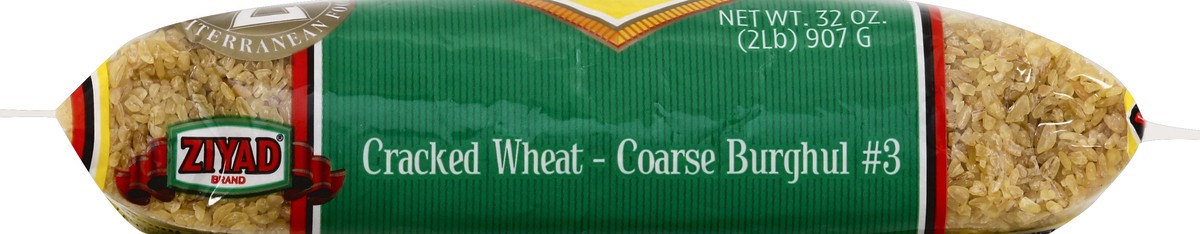 NET WT. 32 OZ.
(2Lb) 907 G
ZIYAD®
BRAND
Cracked Wheat - Coarse Burghul #3